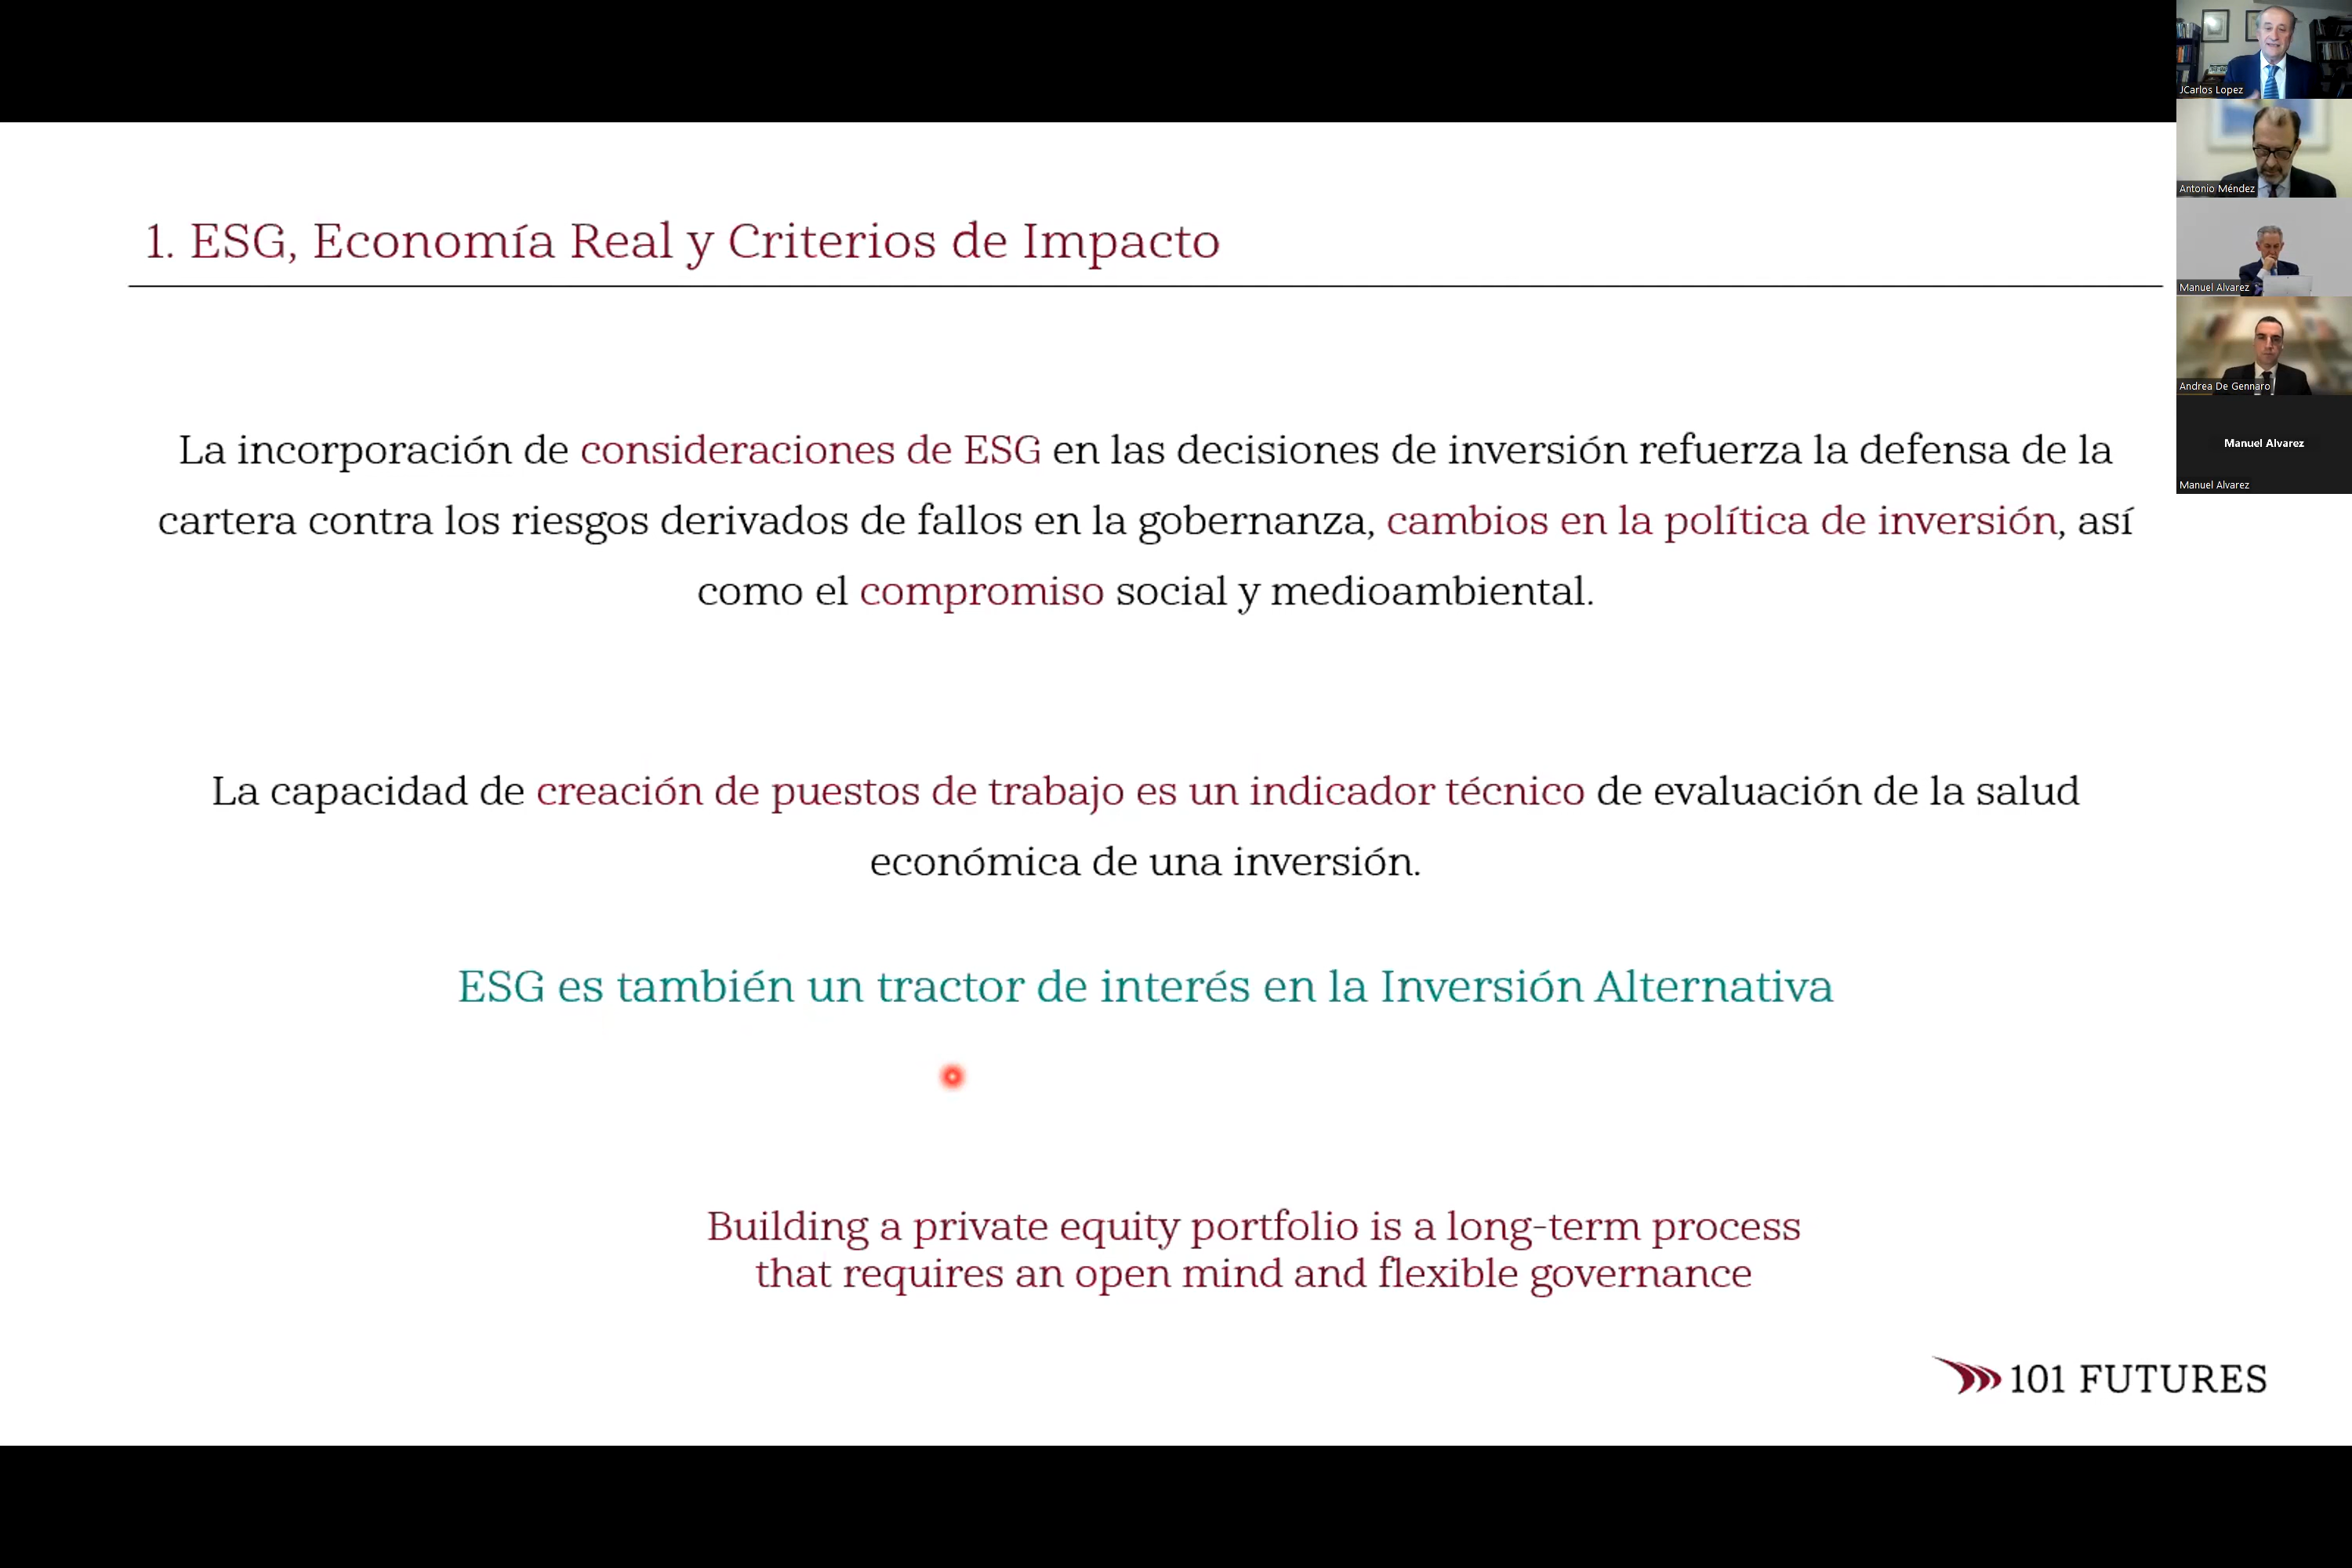 JCarlos Lopez
Antonio Méndez
Manuel Alvarez
Andrea De Gennaro
Manuel Alvarez
Manuel Alvarez
1. ESG, Economía Real y Criterios de Impacto
La incorporación de consideraciones de ESG en las decisiones de inversión refuerza la defensa de la
cartera contra los riesgos derivados de fallos en la gobernanza, cambios en la política de inversión, así
como el compromiso social y medioambiental.
La capacidad de creación de puestos de trabajo es un indicador técnico de evaluación de la salud
económica de una inversión.
ESG es también un tractor de interés en la Inversión Alternativa
Building a private equity portfolio is a long-term process
that requires an open mind and flexible governance
101 FUTURES